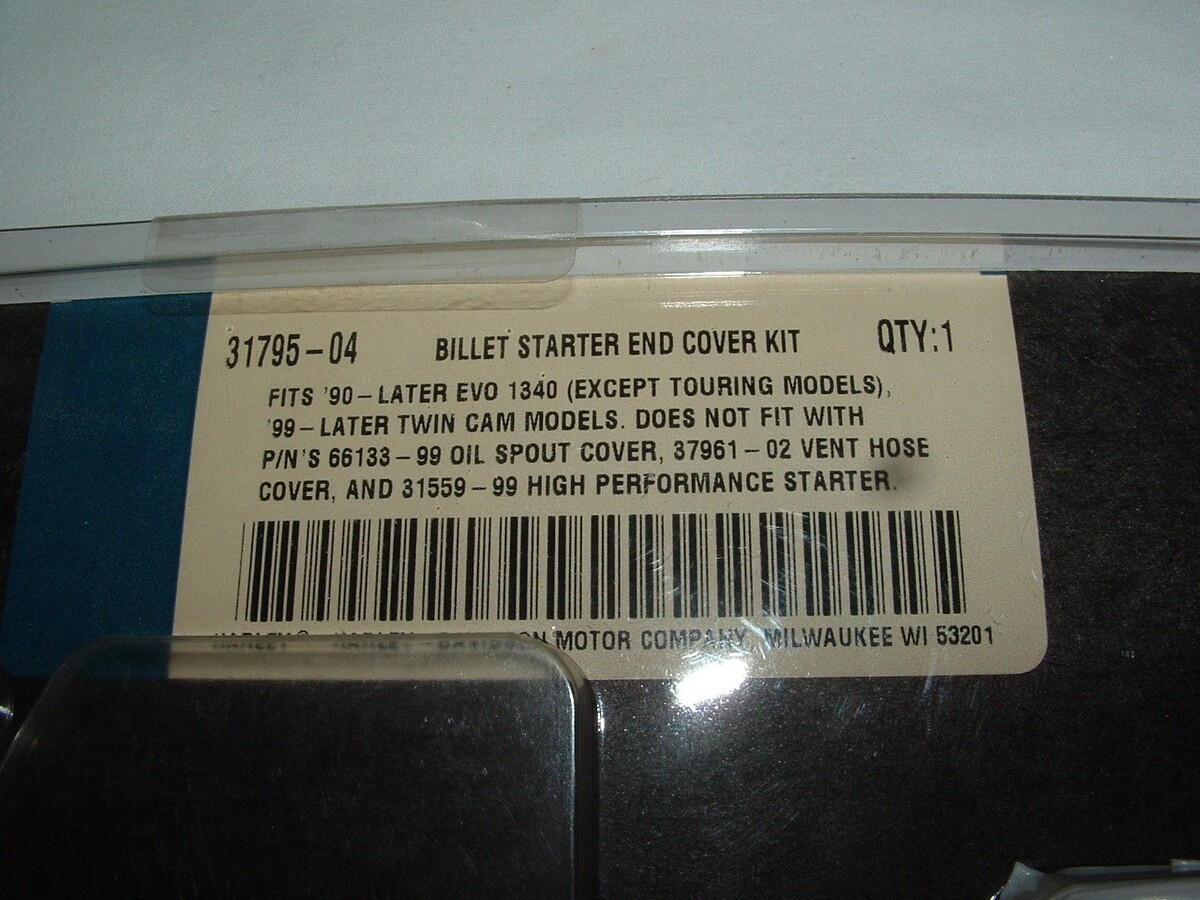 31795-04 BILLET STARTER END COVER KIT QTY:1
FITS '90-LATER EVO 1340 (EXCEPT TOURING MODELS),
'99-LATER TWIN CAM MODELS. DOES NOT FIT WITH
P/N'S 66133-99 OIL SPOUT COVER, 37961-02 VENT HOSE
COVER, AND 31559-99 HIGH PERFORMANCE STARTER.
MOTOR COMPANY, MILWAUKEE WI 53201